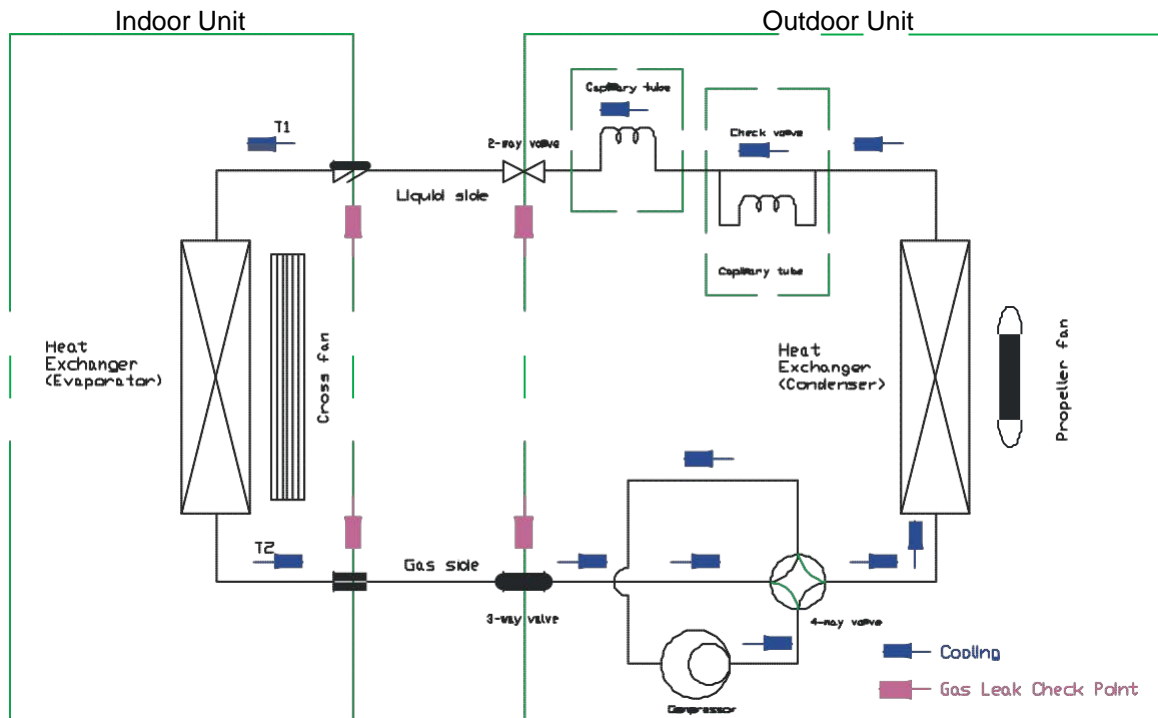 Indoor Unit
Outdoor Unit
Capillary tube
T1
2-way valve
Check valve
Liquid side
Capillary tube
Heat
Exchanger
(Evaporator)
Cross fan
Heat
Exchanger
(Condenser)
Propeller fan
T2
Gas side
3-way valve
4-way valve
Compressor
Cooling
Gas Leak Check Point